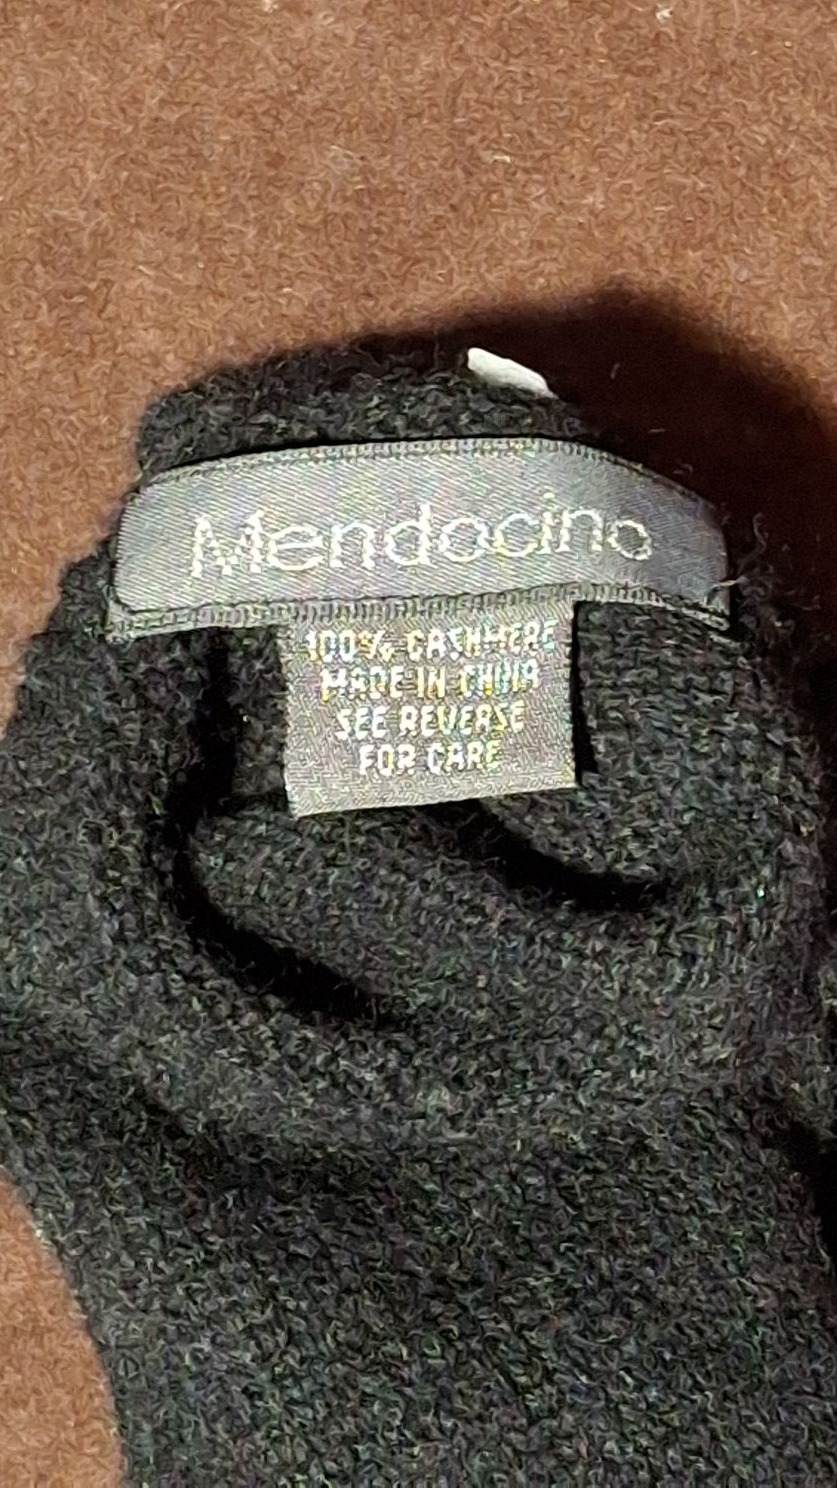 Mendocino
100% CASHMERE
MADE IN CHINA
SEE REVERSE
FOR CARE